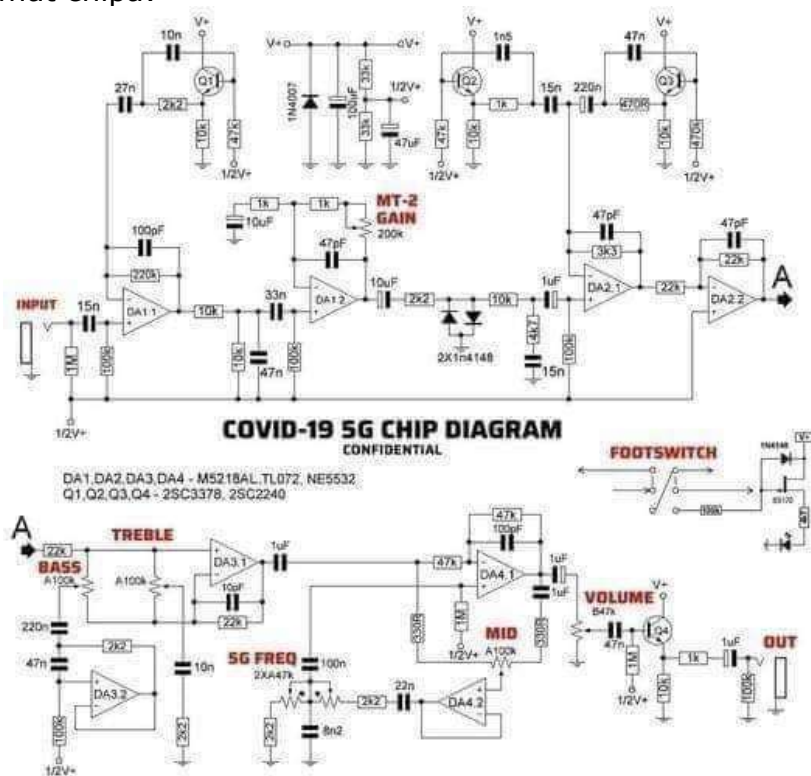 10n
V+
Q1
27n
2k2
10k
47k
1/2V+
V+
V+
1N4007
100uF
33k
33k
1/2V+
47uF
V+
1n5
Q2
1k
47k
10k
1/2V+
15n
220n
V+
47n
Q3
470R
10k
470k
1/2V+
1k
1k
10uF
MT-2
GAIN
200k
100pF
220k
47pF
47pF
3k3
47pF
22k
INPUT
V
15n
DA1.1
10k
33n
DA1.2
10uF
2k2
10k
1uF
DA2.1
22k
DA2.2
A
1M
100k
10k
47n
100k
2X1n4148
4k7
15n
100k
1/2V+
COVID-19 5G CHIP DIAGRAM
CONFIDENTIAL
DA1,DA2,DA3,DA4 - M5218AL,TL072, NE5532
Q1,Q2,Q3,Q4 - 2SC3378, 2SC2240
FOOTSWITCH
1N4148
V+
100k
A
22k
BASS
A100k
TREBLE
A100k
DA3.1
10pF
22k
1uF
220n
47n
2k2
DA3.2
100k
1/2V+
10n
2k2
47k
100pF
47k
DA4.1
1uF
1uF
330R
330R
1M
1/2V+
MID
A100k
5G FREQ
2XA47k
100n
2k2
8n2
2k2
22n
DA4.2
VOLUME
B47k
47n
V+
Q4
1M
1/2V+
10k
1k
1uF
V
OUT
100k